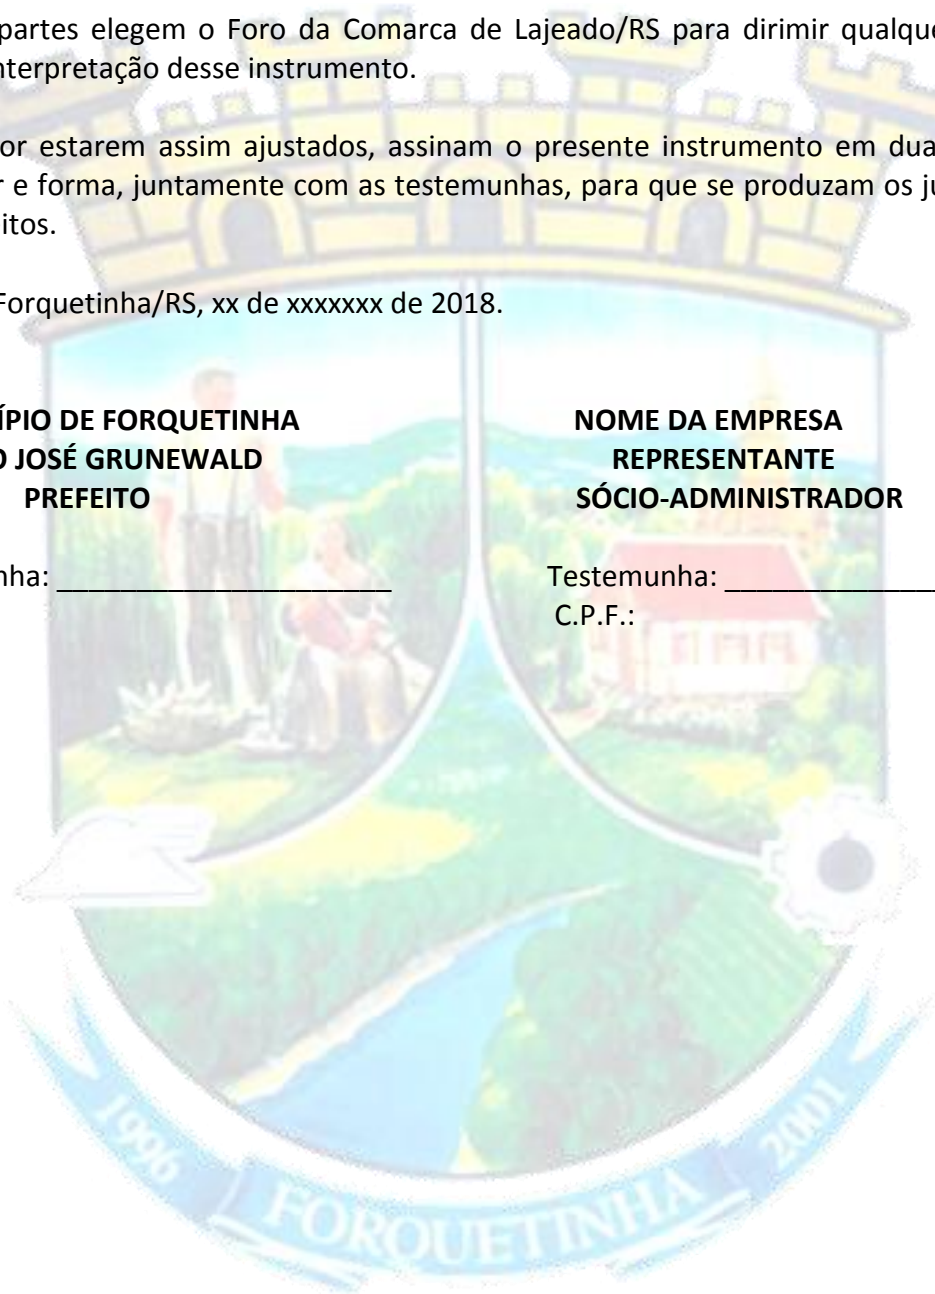 partes elegem o Foro da Comarca de Lajeado/RS para dirimir qualque
nterpretação desse instrumento.
or estarem assim ajustados, assinam o presente instrumento em dua
r e forma, juntamente com as testemunhas, para que se produzam os ju
itos.
Forquetinha/RS, xx de xxxxxxx de 2018.
ÍPIO DE FORQUETINHA
O JOSÉ GRUNEWALD
PREFEITO
NOME DA EMPRESA
REPRESENTANTE
SÓCIO-ADMINISTRADOR
nha: ______________________
Testemunha: ______________
C.P.F.:
1996
FORQUETINHA
2001